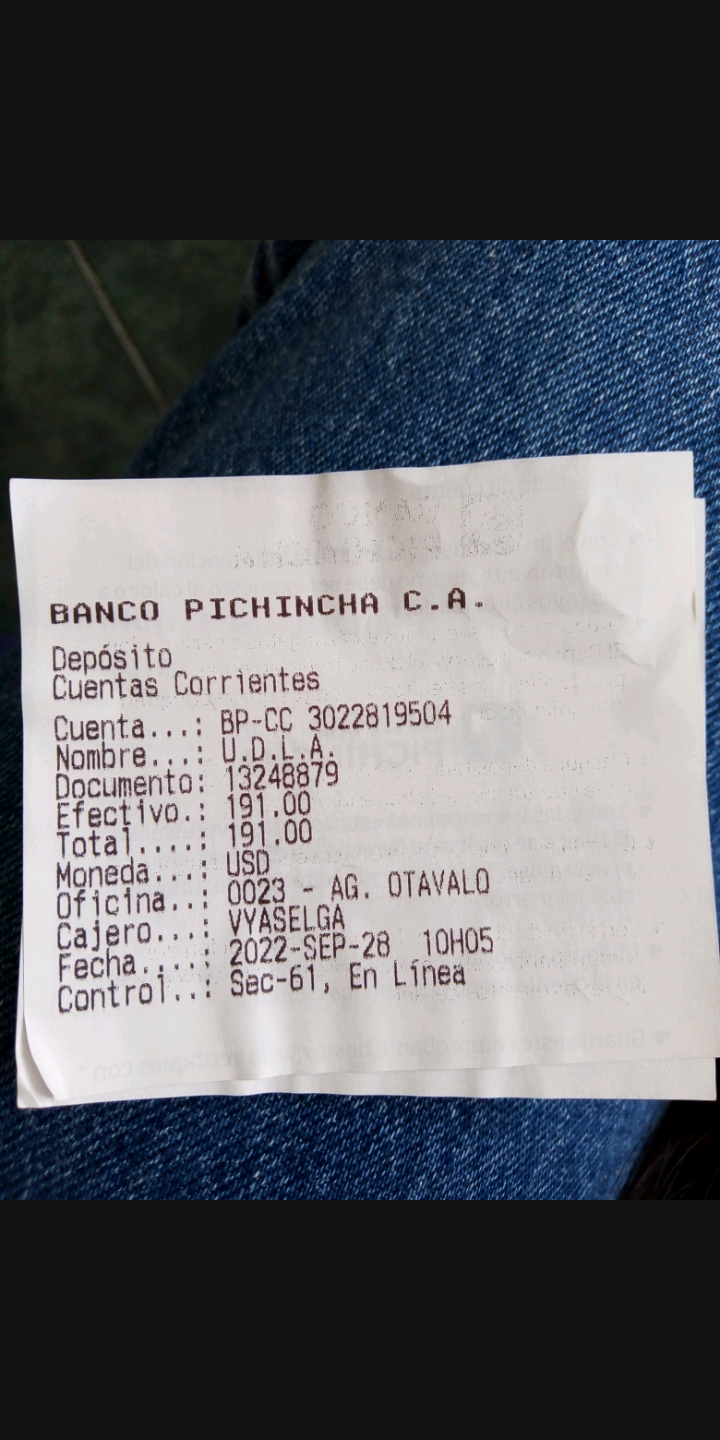 BANCO PICHINCHA C.A.
Depósito
Cuentas Corrientes
Cuenta...: BP-CC 3022819504
Nombre...: U.D.L.A.
Documento: 13248879
Efectivo.: 191.00
Total....: 191.00
Moneda...: USD
Oficina..: 0023 - AG. OTAVALO
Cajero...: VYASELGA
Fecha....: 2022-SEP-28 10H05
Control..: Sec-61, En Línea